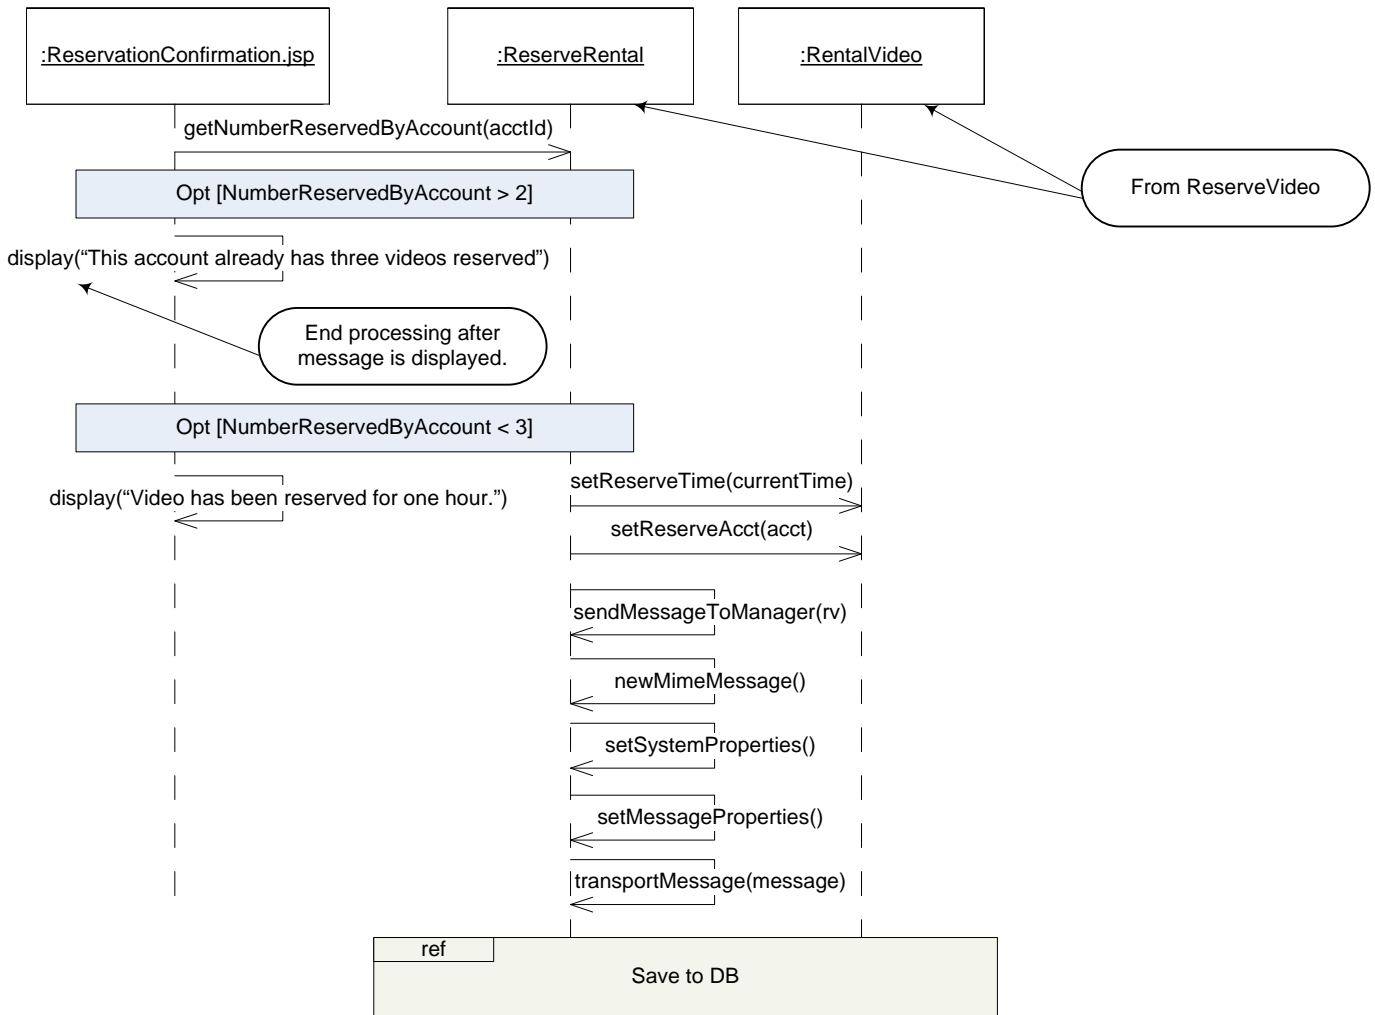 :ReservationConfirmation.jsp
:ReserveRental
:RentalVideo
getNumberReservedByAccount(acctId)
From ReserveVideo
Opt [NumberReservedByAccount > 2]
display(“This account already has three videos reserved”)
End processing after
message is displayed.
Opt [NumberReservedByAccount < 3]
display(“Video has been reserved for one hour.”)
setReserveTime(currentTime)
setReserveAcct(acct)
sendMessageToManager(rv)
newMimeMessage()
setSystemProperties()
setMessageProperties()
transportMessage(message)
ref
Save to DB